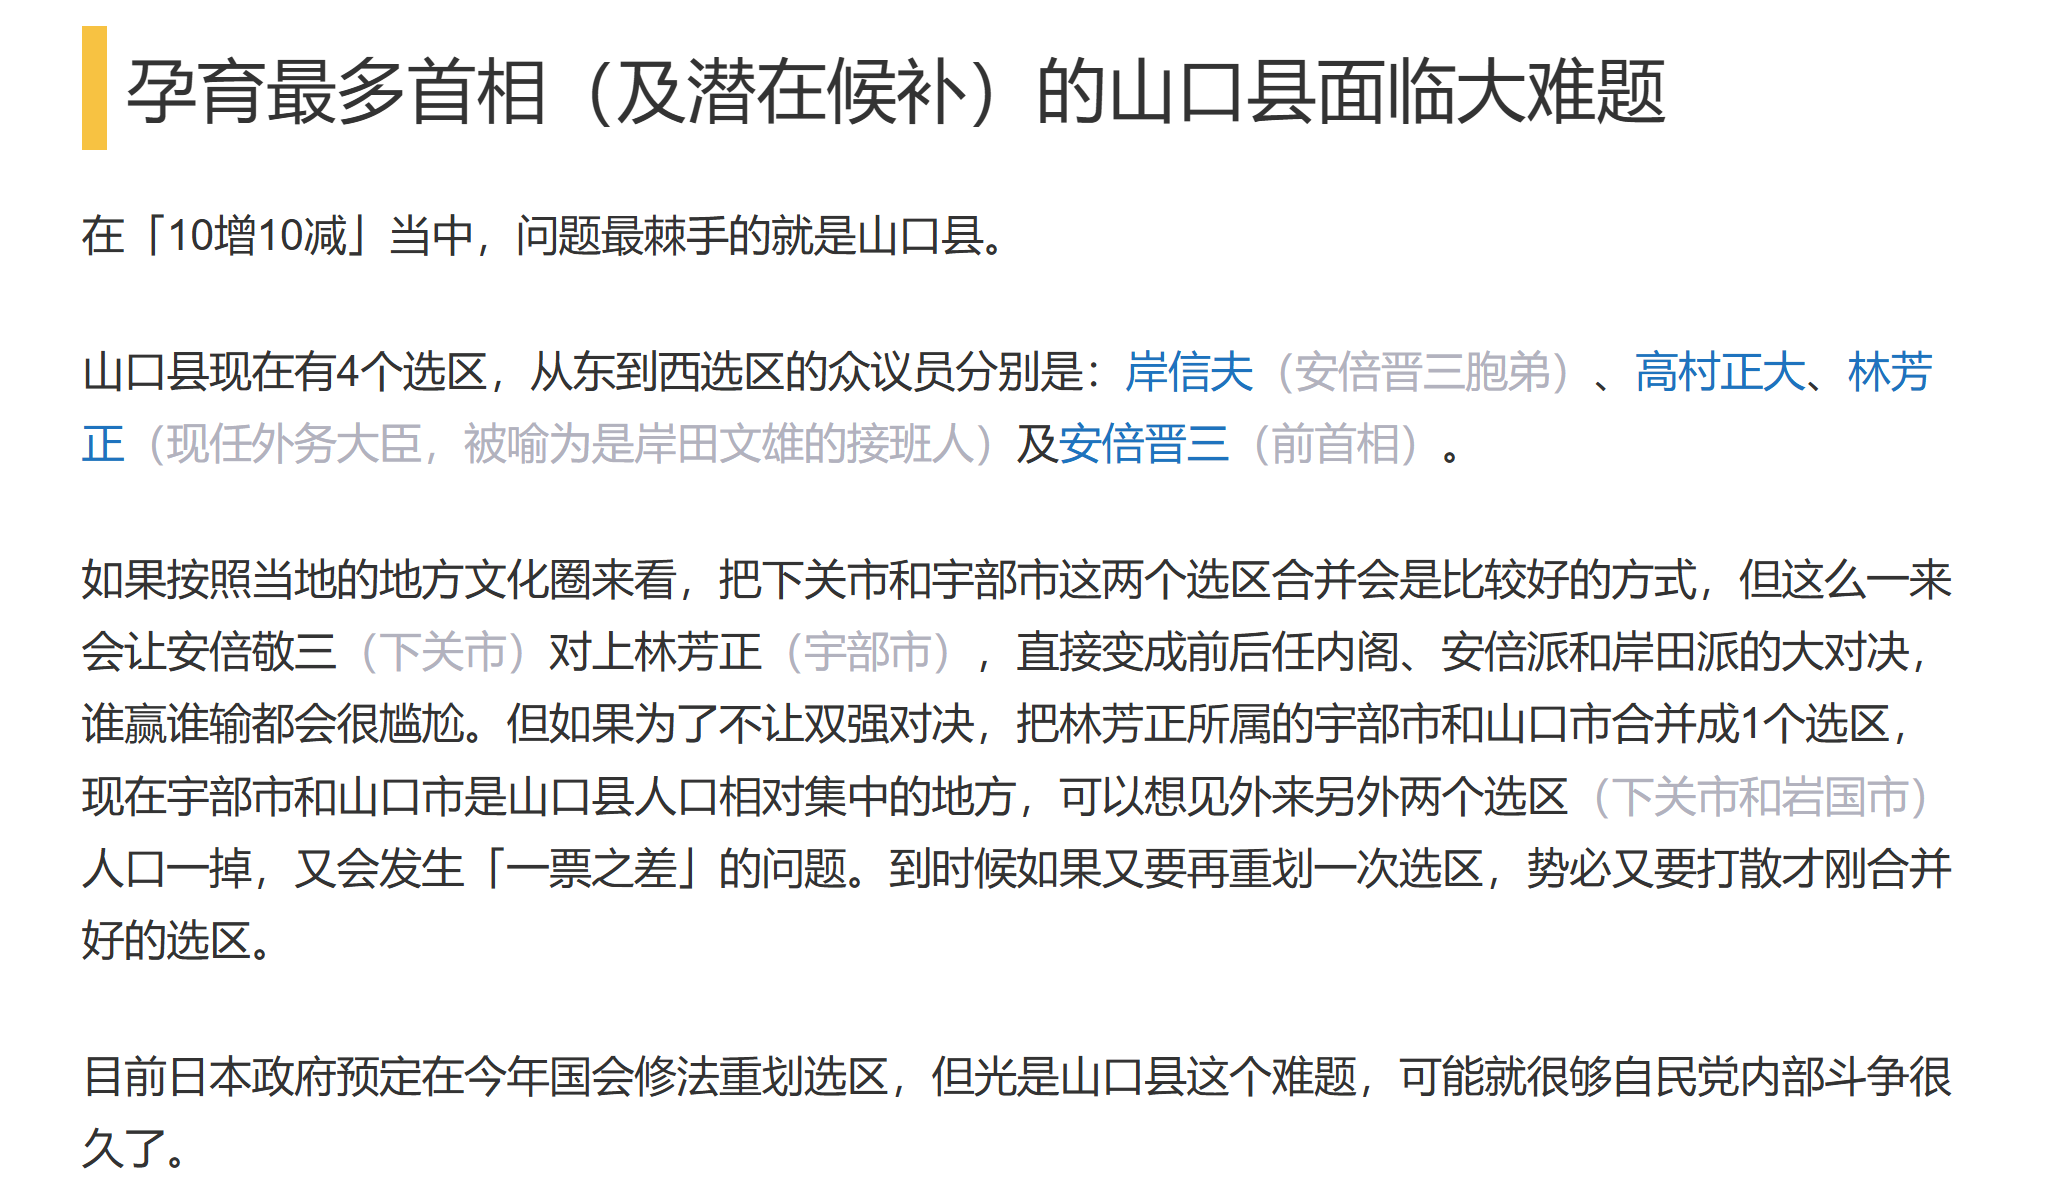 孕育最多首相（及潜在候补）的山口县面临大难题
在「10增10减」当中，问题最棘手的就是山口县。
山口县现在有4个选区，从东到西选区的众议员分别是：岸信夫（安倍晋三胞弟）、高村正大、林芳
正（现任外务大臣，被喻为是岸田文雄的接班人）及安倍晋三（前首相）。
如果按照当地的地方文化圈来看，把下关市和宇部市这两个选区合并会是比较好的方式，但这么一来
会让安倍敬三（下关市）对上林芳正（宇部市），直接变成前后任内阁、安倍派和岸田派的大对决，
谁赢谁输都会很尴尬。但如果为了不让双强对决，把林芳正所属的宇部市和山口市合并成1个选区，
现在宇部市和山口市是山口县人口相对集中的地方，可以想见外来另外两个选区（下关市和岩国市）
人口一掉，又会发生「一票之差」的问题。到时候如果又要再重划一次选区，势必又要打散才刚合并
好的选区。
目前日本政府预定在今年国会修法重划选区，但光是山口县这个难题，可能就很够自民党内部斗争很
久了。